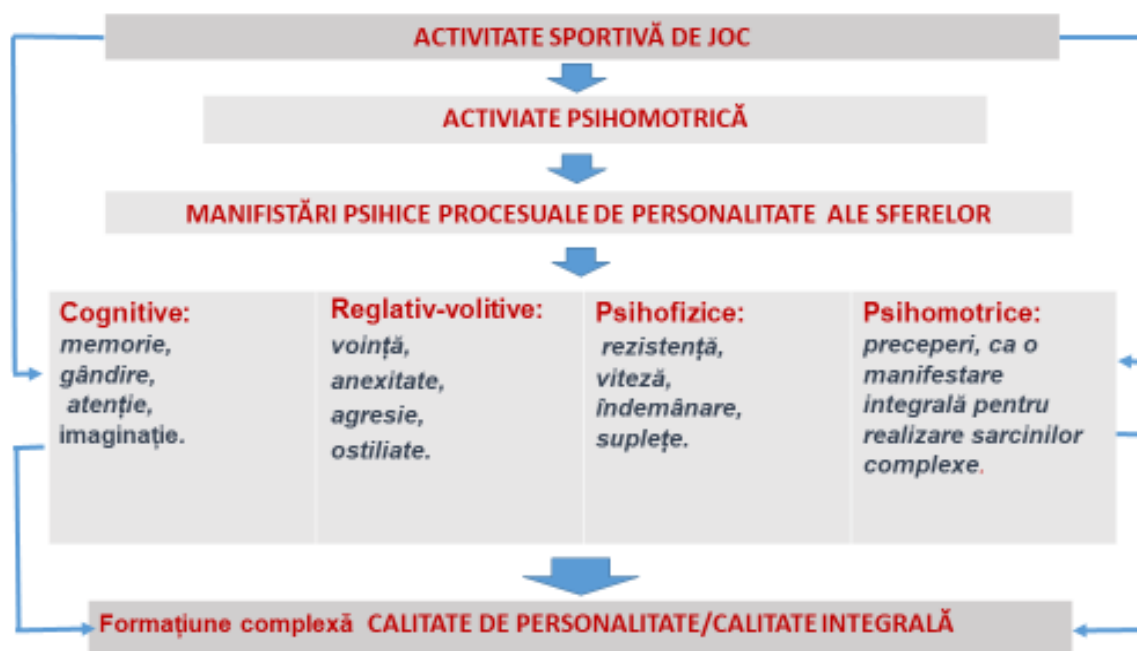 ACTIVITATE SPORTIVĂ DE JOC
ACTIVIATE PSIHOMOTRICĂ
MANIFISTĂRI PSIHICE PROCESUALE DE PERSONALITATE ALE SFERELOR
Cognitive:
memorie,
gândire,
atenție,
imaginație.
Reglativ-volitive:
voință,
anexitate,
agresie,
ostiliate.
Psihofizice:
rezistență,
viteză,
îndemânare,
suplețe.
Psihomotrice:
preceperi, ca o
manifestare
integrală pentru
realizare sarcinilor
complexe.
Formațiune complexă CALITATE DE PERSONALITATE/CALITATE INTEGRALĂ